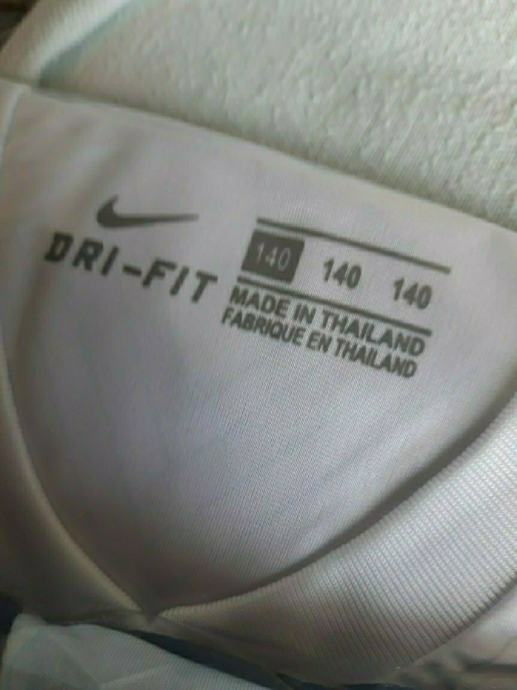 DRI-FIT
140 140 140
MADE IN THAILAND
FABRIQUE EN THAILAND